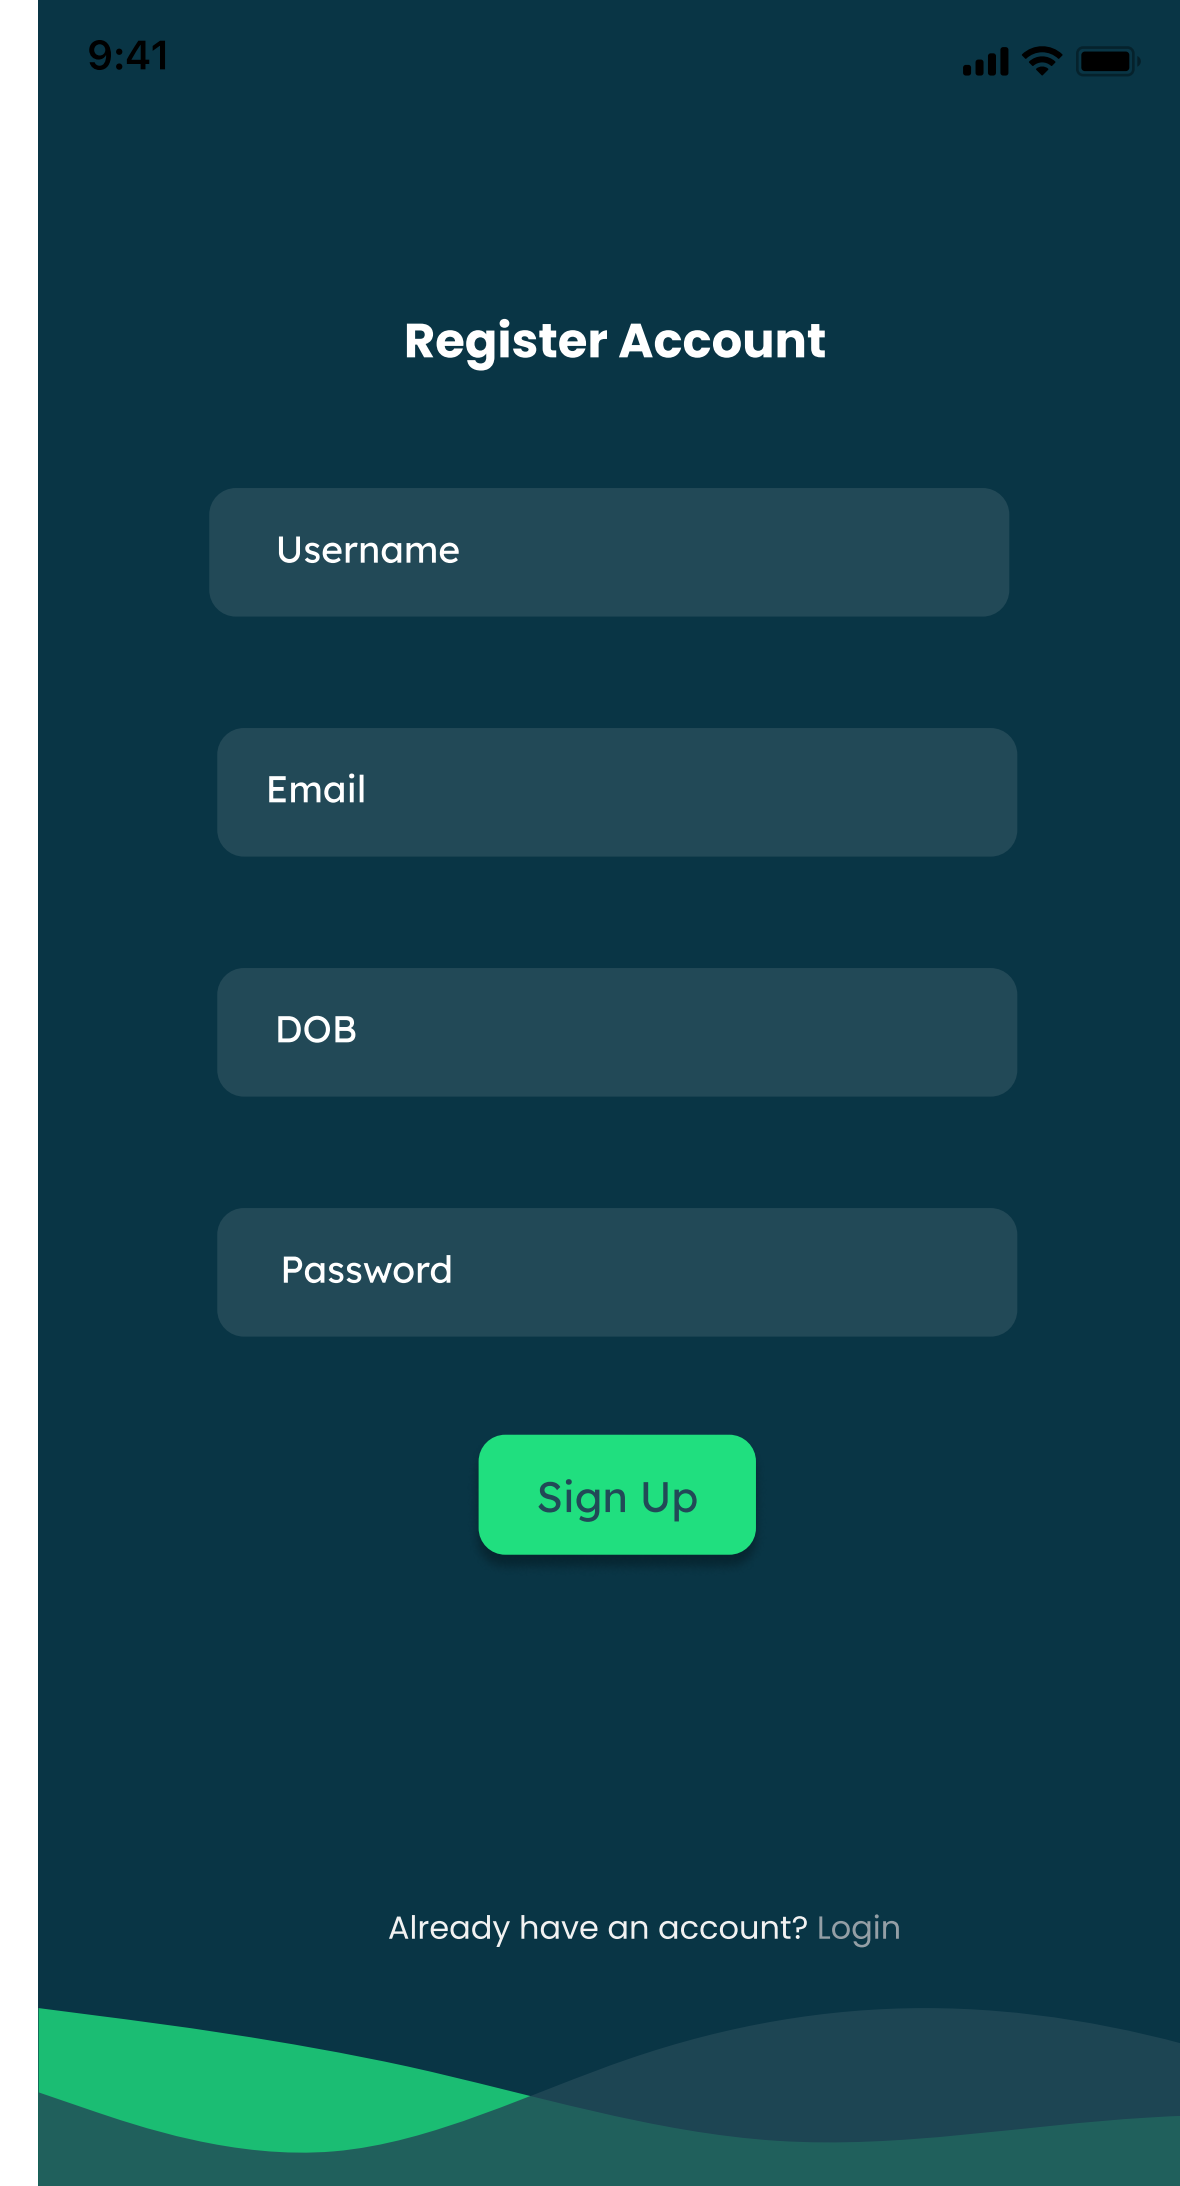 9:41
Register Account
Username
Email
DOB
Password
Sign Up
Already have an account? Login